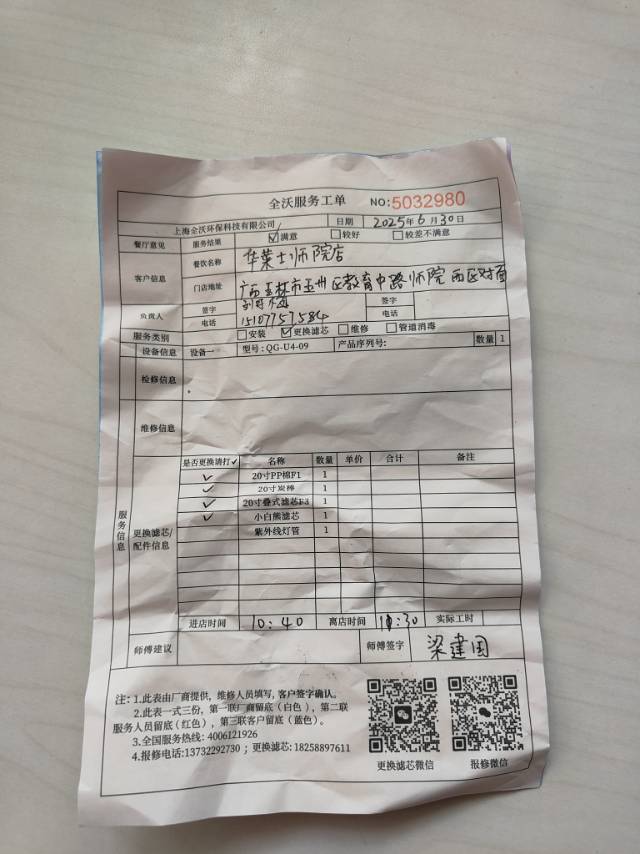 全沃服务工单 NO:5032980
上海全沃环保科技有限公司 日期 2025年6月30日
餐厅意见 服务结果 ☑满意 □较好 □较差不满意
客户信息 餐饮名称 华莱士师院店
门店地址 广西玉林市玉州区教育中路师院西区对面
负责人 签字 签字
电话 15107757584 电话
服务类别 □安装 ☑更换滤芯 □维修 □管道消毒
设备信息 设备一 型号:QG-U4-09 产品序列号: 数量 1
检修信息
维修信息
服务信息
更换滤芯/配件信息
是否更换请打✓ 名称 数量 单价 合计 备注
✓ 20寸PP棉F1 1
✓ 20寸炭棒 1
✓ 20寸叠式滤芯F3 1
✓ 小白熊滤芯 1
紫外线灯管 1
进店时间 10:40 离店时间 11:30 实际工时
师傅建议 师傅签字 梁建国
注: 1.此表由厂商提供, 维修人员填写, 客户签字确认。
2.此表一式三份, 第一联厂商留底(白色), 第二联
服务人员留底(红色), 第三联客户留底(蓝色)。
3.全国服务热线: 4006121926
4.报修电话:13732292730; 更换滤芯: 18258897611
更换滤芯微信 报修微信